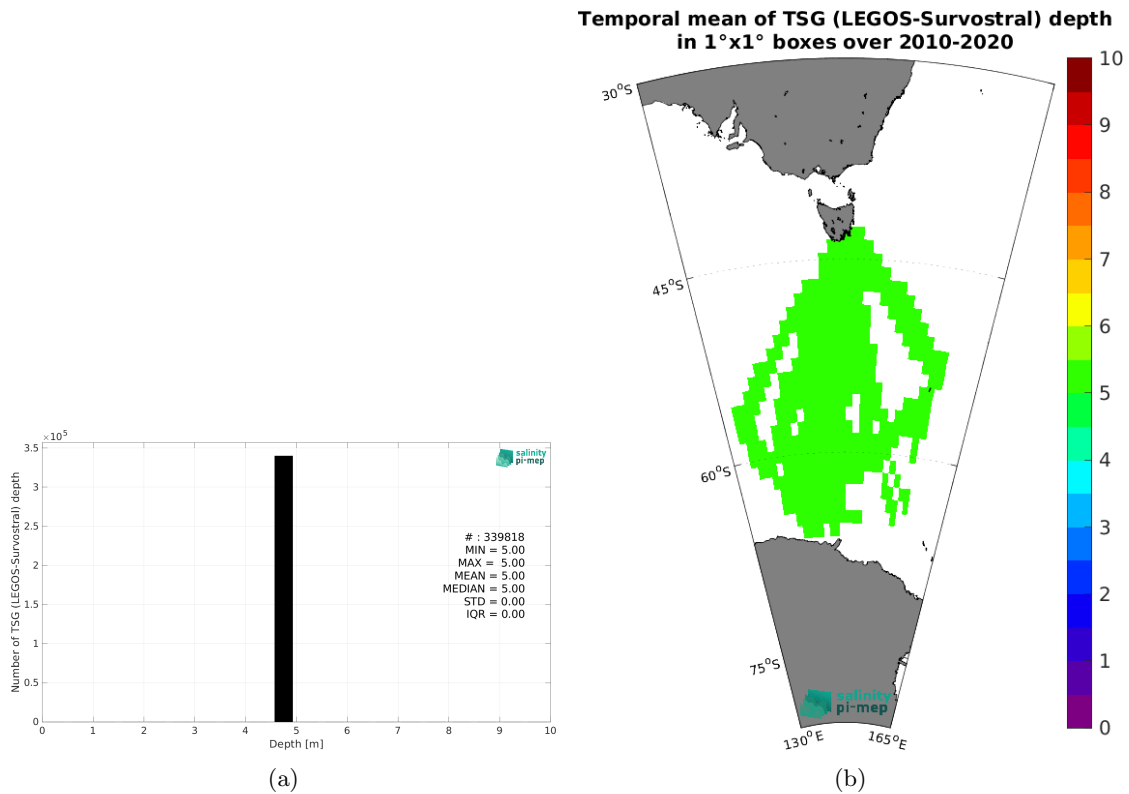 ×10⁵
3.5
3
2.5
2
1.5
1
0.5
0
Number of TSG (LEGOS-Survostral) depth
salinity
pi-mep
# : 339818
MIN = 5.00
MAX = 5.00
MEAN = 5.00
MEDIAN = 5.00
STD = 0.00
IQR = 0.00
0 1 2 3 4 5 6 7 8 9 10
Depth [m]
(a)
Temporal mean of TSG (LEGOS-Survostral) depth
in 1°x1° boxes over 2010-2020
30°S
45°S
60°S
75°S
130°E
165°E
salinity
pi-mep
10
9
8
7
6
5
4
3
2
1
0
(b)